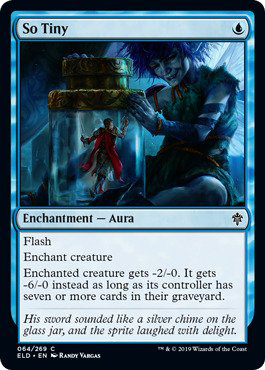 So Tiny
Enchantment — Aura
Flash
Enchant creature
Enchanted creature gets -2/-0. It gets
-6/-0 instead as long as its controller has
seven or more cards in their graveyard.
His sword sounded like a silver chime on the
glass jar, and the sprite laughed with delight.
064/269 C
ELD • EN Randy Vargas
™ & © 2019 Wizards of the Coast